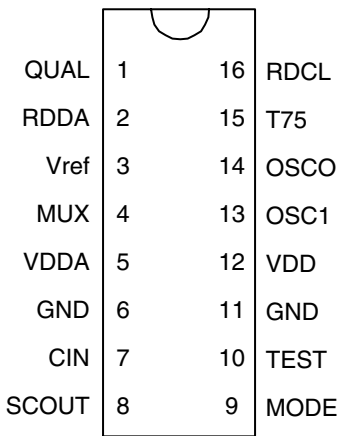 QUAL 1 16 RDCL
RDDA 2 15 T75
Vref 3 14 OSCO
MUX 4 13 OSC1
VDDA 5 12 VDD
GND 6 11 GND
CIN 7 10 TEST
SCOUT 8 9 MODE